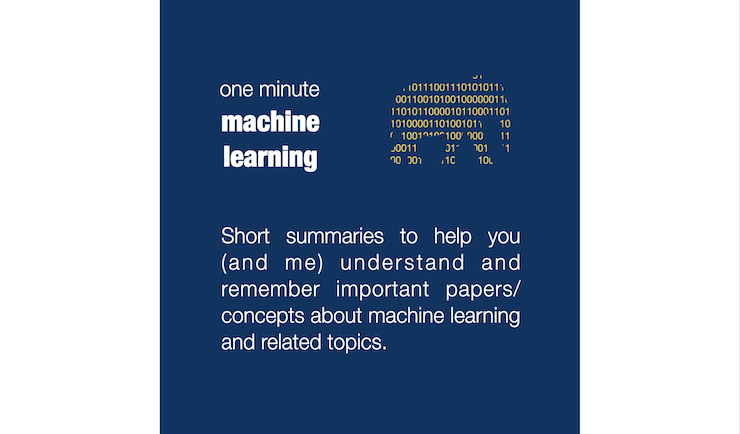 one minute
machine
learning
Short summaries to help you
(and me) understand and
remember important papers/
concepts about machine learning
and related topics.